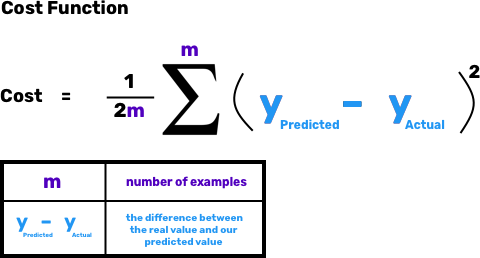 Cost Function
m
Cost = 1/2m ∑ ( y Predicted − y Actual )2
m number of examples
y Predicted − y Actual the difference between
the real value and our
predicted value